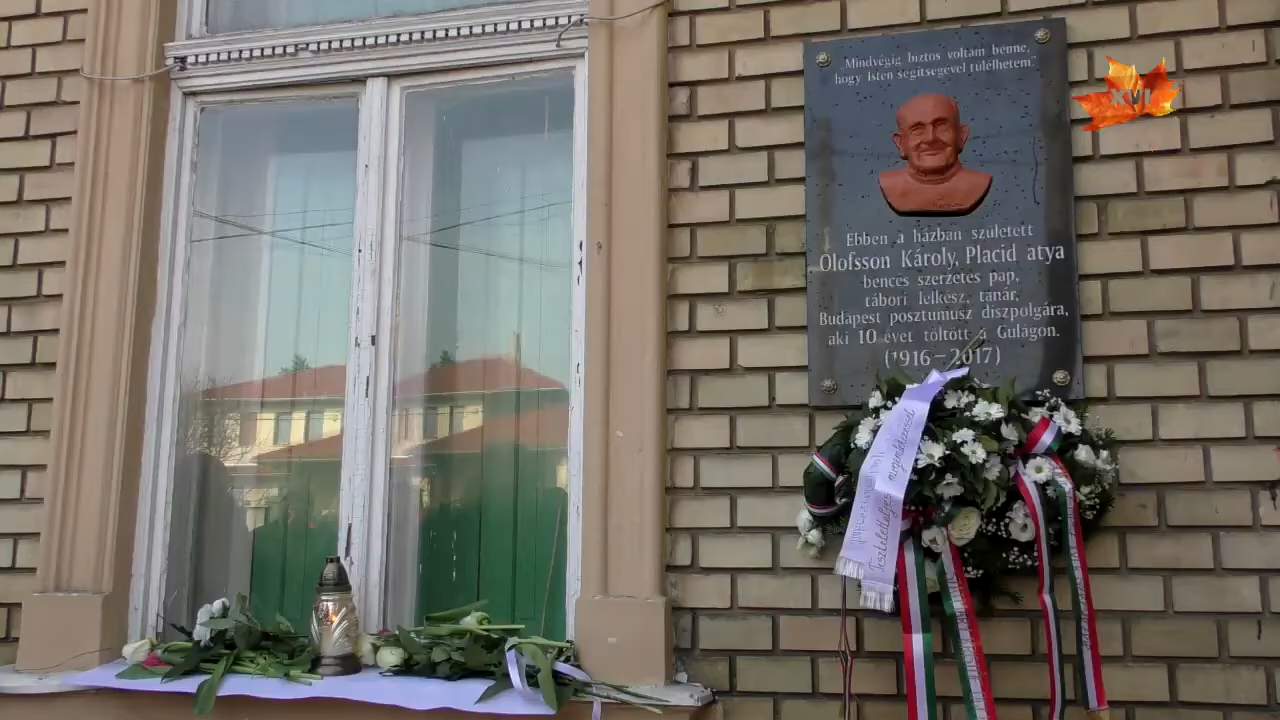 „Mindvégig biztos voltam benne,
hogy Isten segítségével túlélhetem."
Ebben a házban született
Olofsson Károly, Placid atya
bencés szerzetes pap,
tábori lelkész, tanár,
Budapest posztumusz díszpolgára,
aki 10 évet töltött a Gulágon.
(1916–2017)
XVI